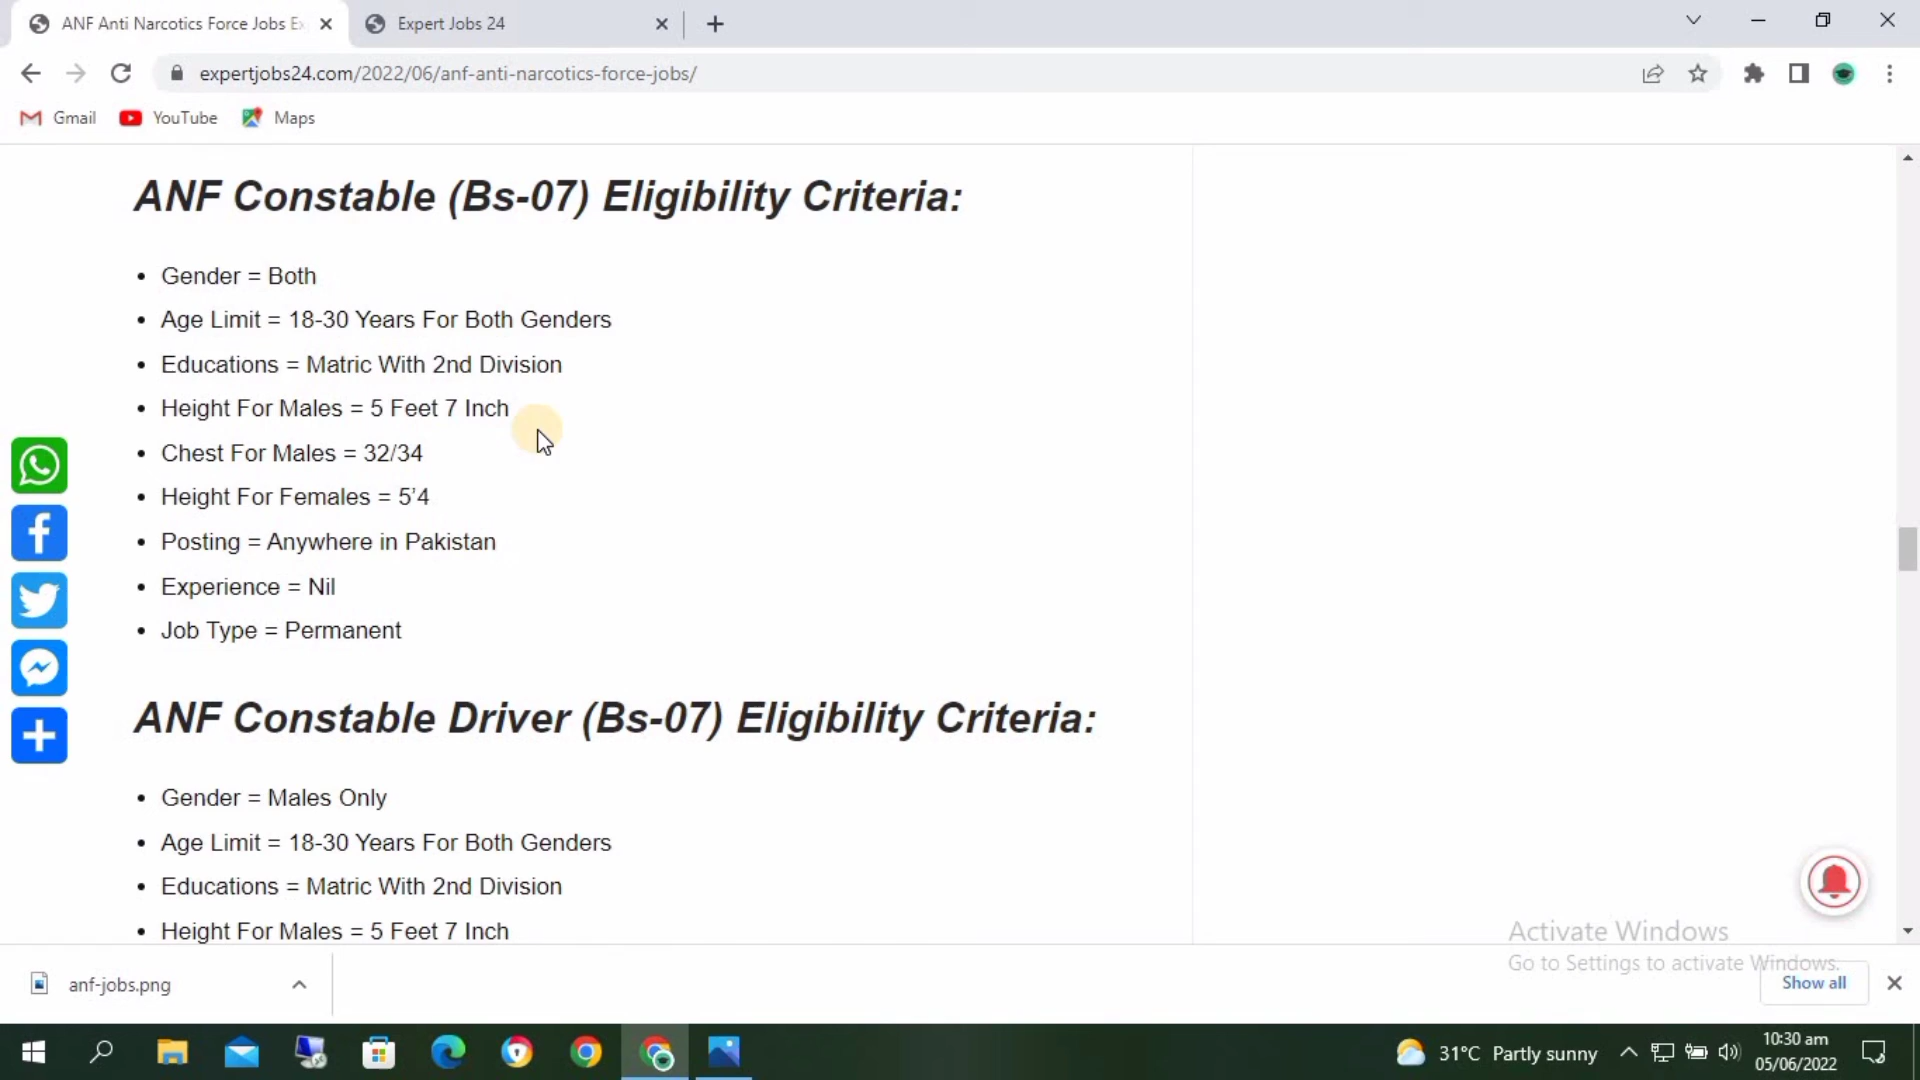 ANF Anti Narcotics Force Jobs Ex
Expert Jobs 24
expertjobs24.com/2022/06/anf-anti-narcotics-force-jobs/
Gmail
YouTube
Maps
ANF Constable (Bs-07) Eligibility Criteria:
• Gender = Both
• Age Limit = 18-30 Years For Both Genders
• Educations = Matric With 2nd Division
• Height For Males = 5 Feet 7 Inch
• Chest For Males = 32/34
• Height For Females = 5’4
• Posting = Anywhere in Pakistan
• Experience = Nil
• Job Type = Permanent
ANF Constable Driver (Bs-07) Eligibility Criteria:
• Gender = Males Only
• Age Limit = 18-30 Years For Both Genders
• Educations = Matric With 2nd Division
• Height For Males = 5 Feet 7 Inch
Activate Windows
Go to Settings to activate Windows.
anf-jobs.png
Show all
31°C Partly sunny
10:30 am
05/06/2022